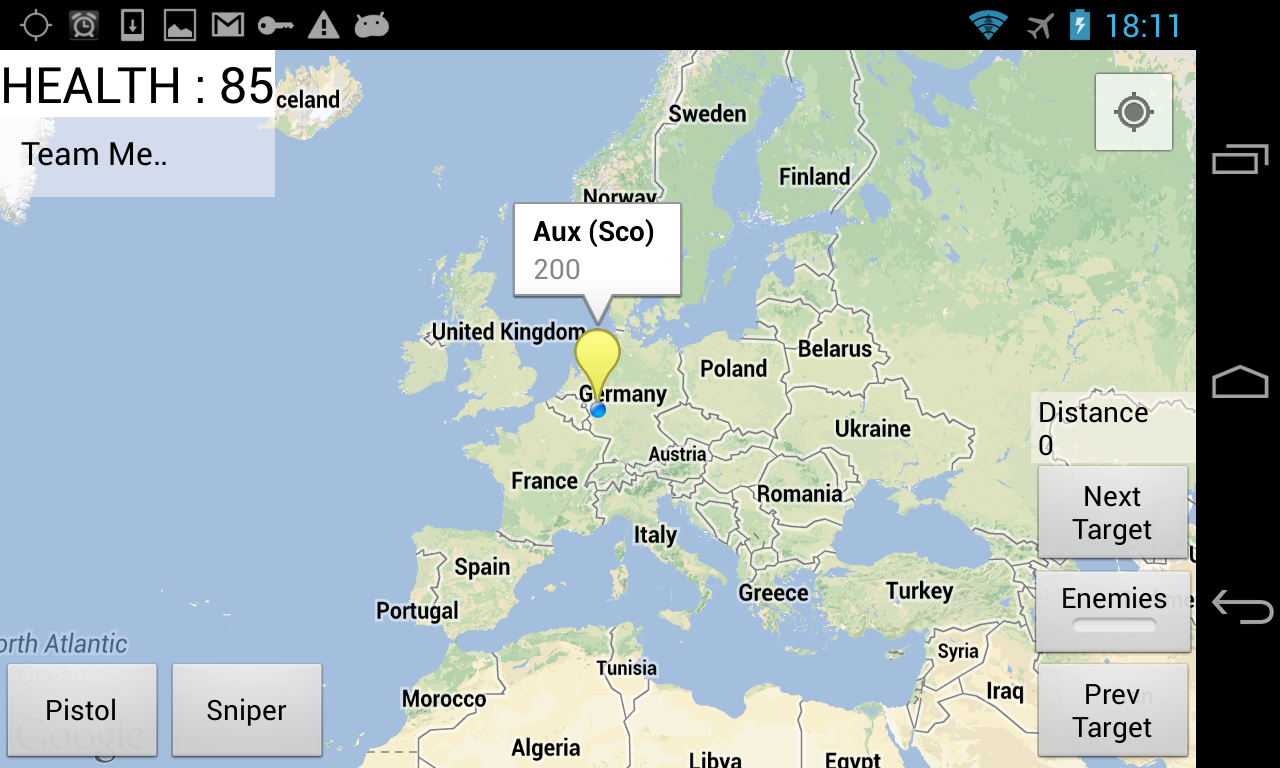 18:11
HEALTH : 85
Team Me..
celand
Sweden
Finland
Norway
Aux (Sco)
200
United Kingdom
Belarus
Poland
Germany
Distance
0
Ukraine
Austria
France
Romania
Next
Target
Italy
Spain
Greece
Turkey
Enemies
Portugal
orth Atlantic
Ocean
Syria
Tunisia
Iraq
Morocco
Pistol
Sniper
Prev
Target
Google
Algeria
Libya
Egypt